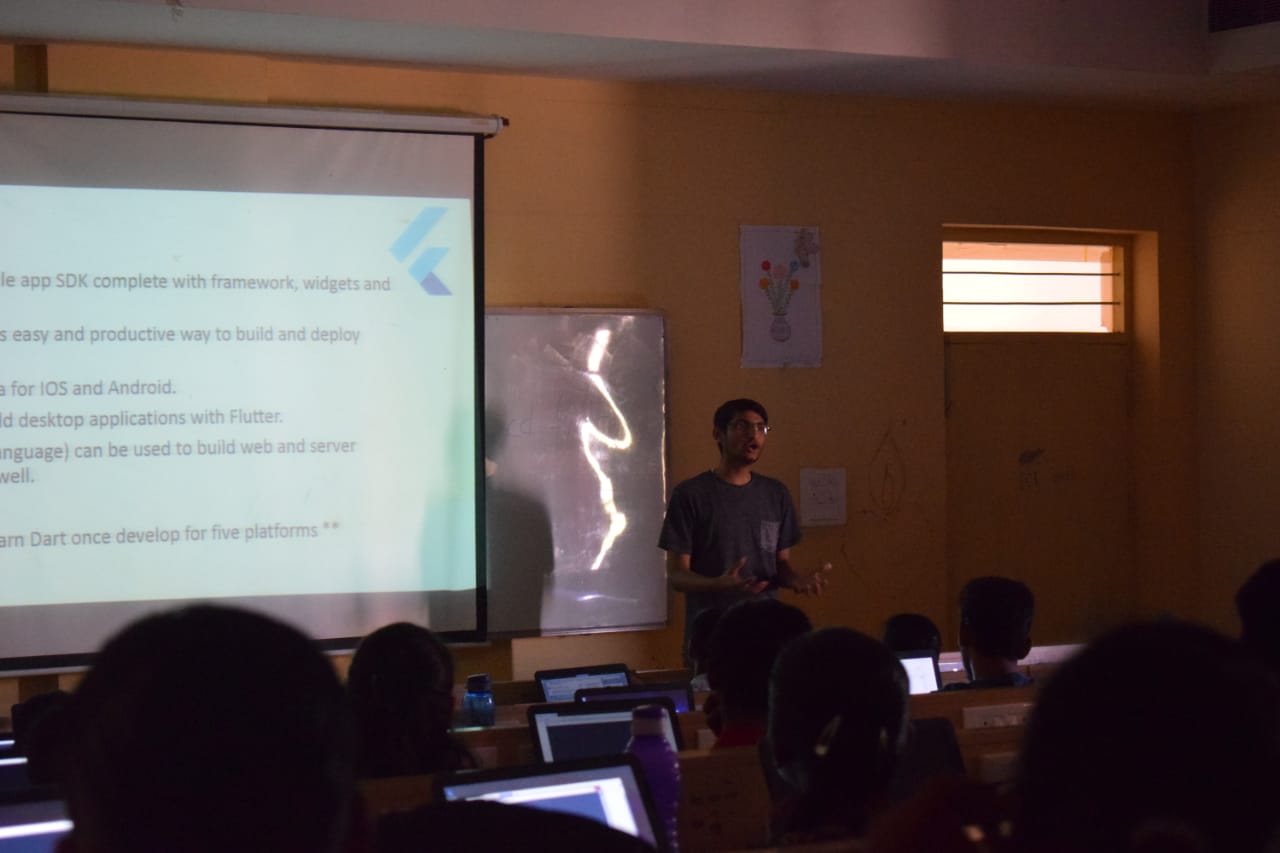 le app SDK complete with framework, widgets and
s easy and productive way to build and deploy
a for IOS and Android.
ld desktop applications with Flutter.
anguage) can be used to build web and server
well.
arn Dart once develop for five platforms **